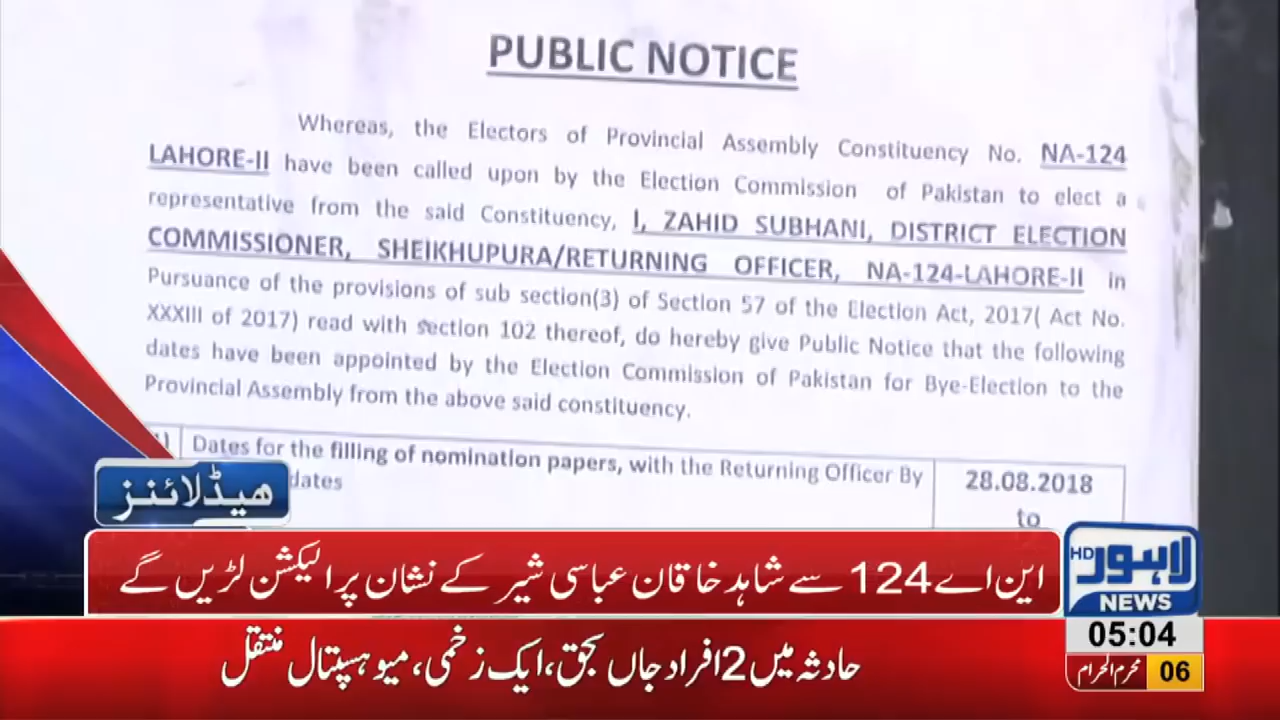 PUBLIC NOTICE
Whereas, the Electors of Provincial Assembly Constituency No. NA-124
LAHORE-II have been called upon by the Election Commission of Pakistan to elect a
representative from the said Constituency, I, ZAHID SUBHANI, DISTRICT ELECTION
COMMISSIONER, SHEIKHUPURA/RETURNING OFFICER, NA-124-LAHORE-II in
Pursuance of the provisions of sub section(3) of Section 57 of the Election Act, 2017( Act No.
XXXIII of 2017) read with section 102 thereof, do hereby give Public Notice that the following
dates have been appointed by the Election Commission of Pakistan for Bye-Election to the
Provincial Assembly from the above said constituency.
1) Dates for the filling of nomination papers, with the Returning Officer By
dates
28.08.2018
to
ہیڈلائنز
این اے 124 سے شاہد خاقان عباسی شیر کے نشان پر الیکشن لڑیں گے
HD لاہور
NEWS
05:04
حادثہ میں 2 افراد جاں بحق، ایک زخمی، میو ہسپتال منتقل
محرم الحرام 06